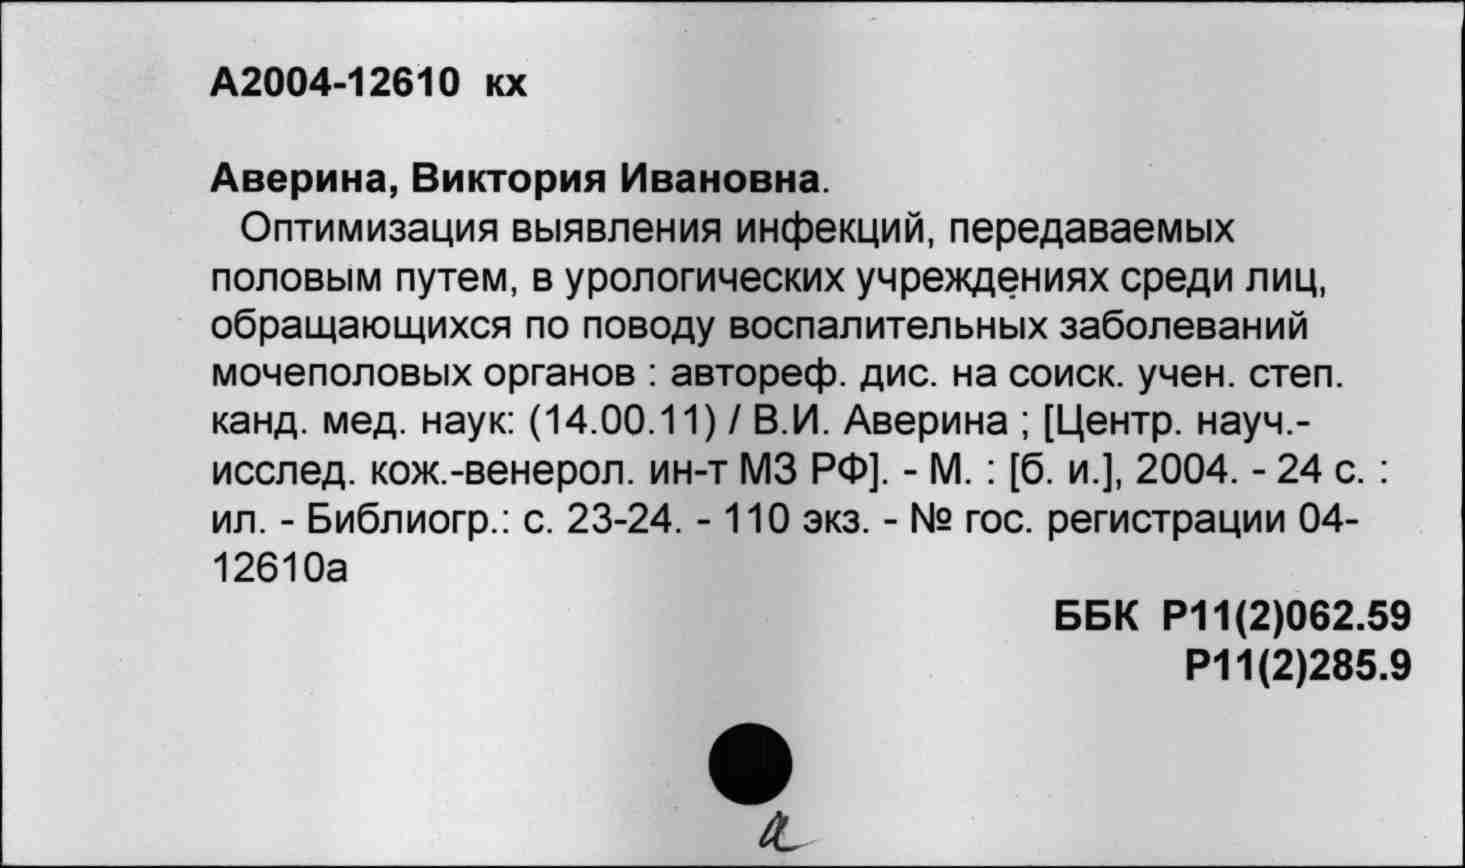 А2004-12610 кх
Аверина, Виктория Ивановна.
Оптимизация выявления инфекций, передаваемых
половым путем, в урологических учреждениях среди лиц,
обращающихся по поводу воспалительных заболеваний
мочеполовых органов : автореф. дис. на соиск. учен. степ.
канд. мед. наук: (14.00.11) / В.И. Аверина ; [Центр. науч.-
исслед. кож.-венерол. ин-т МЗ РФ]. - М. : [б. и.], 2004. - 24 с. :
ил. - Библиогр.: с. 23-24. - 110 экз. - № гос. регистрации 04-
12610а
ББК Р11(2)062.59
Р11(2)285.9
а